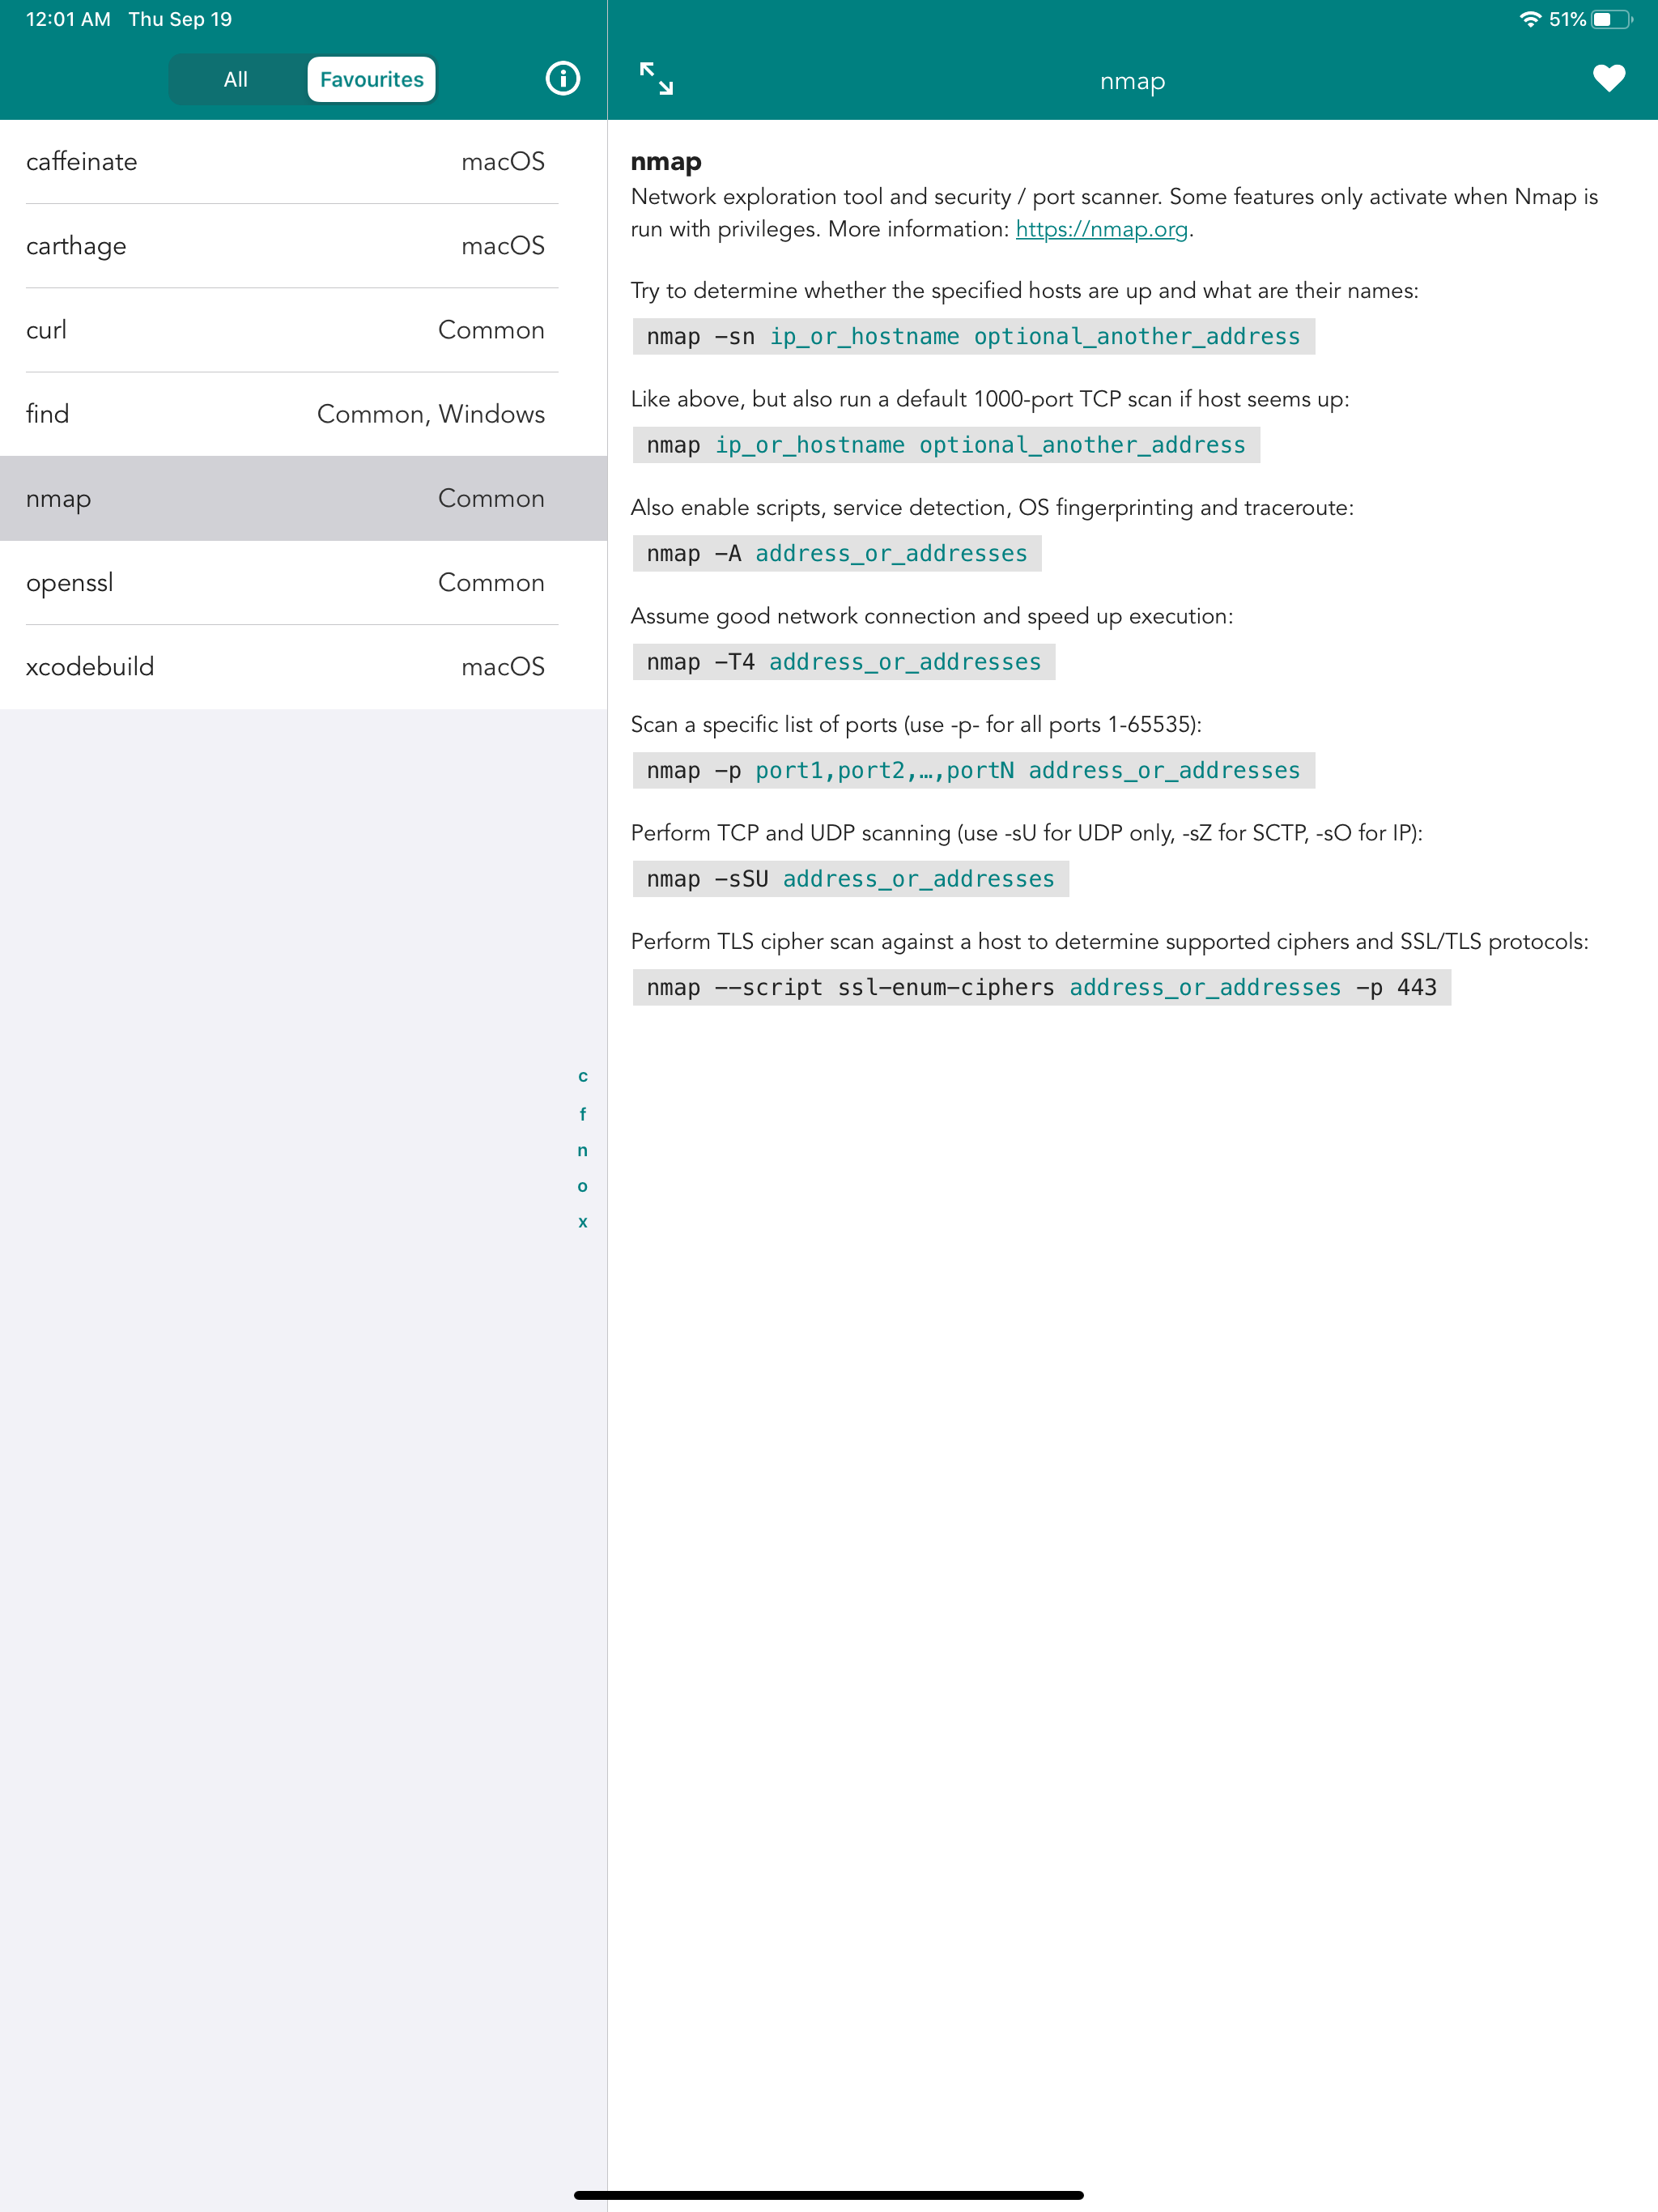 12:01 AM Thu Sep 19
51%
All Favourites
nmap
caffeinate macOS
carthage macOS
curl Common
find Common, Windows
nmap Common
openssl Common
xcodebuild macOS
c
f
n
o
x
nmap
Network exploration tool and security / port scanner. Some features only activate when Nmap is
run with privileges. More information: https://nmap.org.
Try to determine whether the specified hosts are up and what are their names:
nmap -sn ip_or_hostname optional_another_address
Like above, but also run a default 1000-port TCP scan if host seems up:
nmap ip_or_hostname optional_another_address
Also enable scripts, service detection, OS fingerprinting and traceroute:
nmap -A address_or_addresses
Assume good network connection and speed up execution:
nmap -T4 address_or_addresses
Scan a specific list of ports (use -p- for all ports 1-65535):
nmap -p port1,port2,…,portN address_or_addresses
Perform TCP and UDP scanning (use -sU for UDP only, -sZ for SCTP, -sO for IP):
nmap -sSU address_or_addresses
Perform TLS cipher scan against a host to determine supported ciphers and SSL/TLS protocols:
nmap --script ssl-enum-ciphers address_or_addresses -p 443